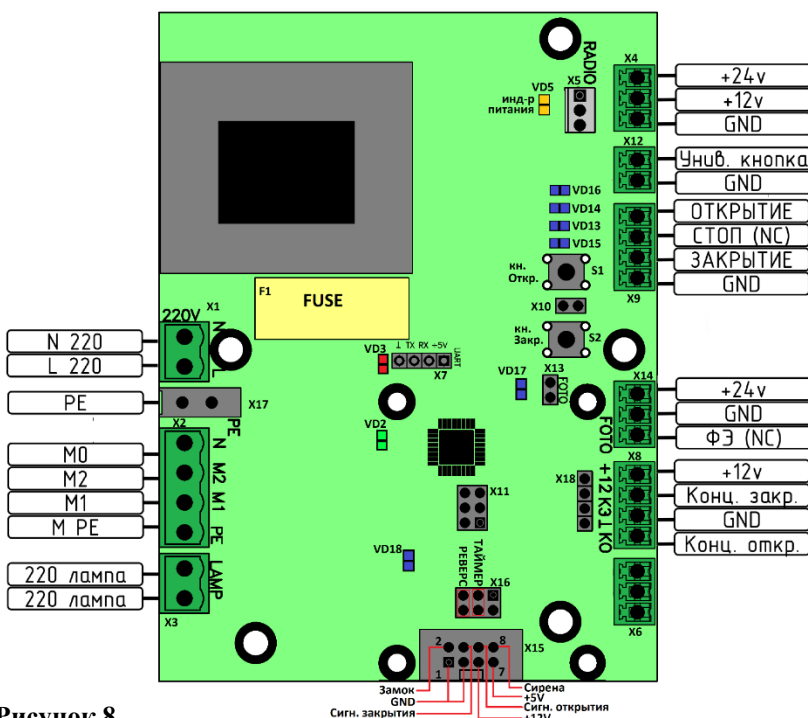 RADIO
X5
VD5
инд-р
питания
X4
+24v
+12v
GND
X12
Унив. кнопка
GND
VD16
VD14
VD13
VD15
ОТКРЫТИЕ
СТОП (NC)
ЗАКРЫТИЕ
GND
X9
кн.
Откр.
S1
X10
кн.
Закр.
S2
F1
FUSE
220V
X1
N
L
N 220
L 220
PE
X17
PE
X2
VD3
⊥ TX RX +5V
UART
X7
VD17
X13
FOTO
X14
FOTO
+24v
GND
ФЭ (NC)
X8
+12 КЗ ⊥ КО
+12v
Конц. закр.
GND
Конц. откр.
X18
VD2
X11
N M2 M1 PE
M0
M2
M1
M PE
VD18
ТАЙМЕР
РЕВЕРС
X16
LAMP
X3
220 лампа
220 лампа
X6
2
8
X15
1
7
Замок
GND
Сигн. закрытия
Сирена
+5V
Сигн. открытия
+12V
Рисунок 8